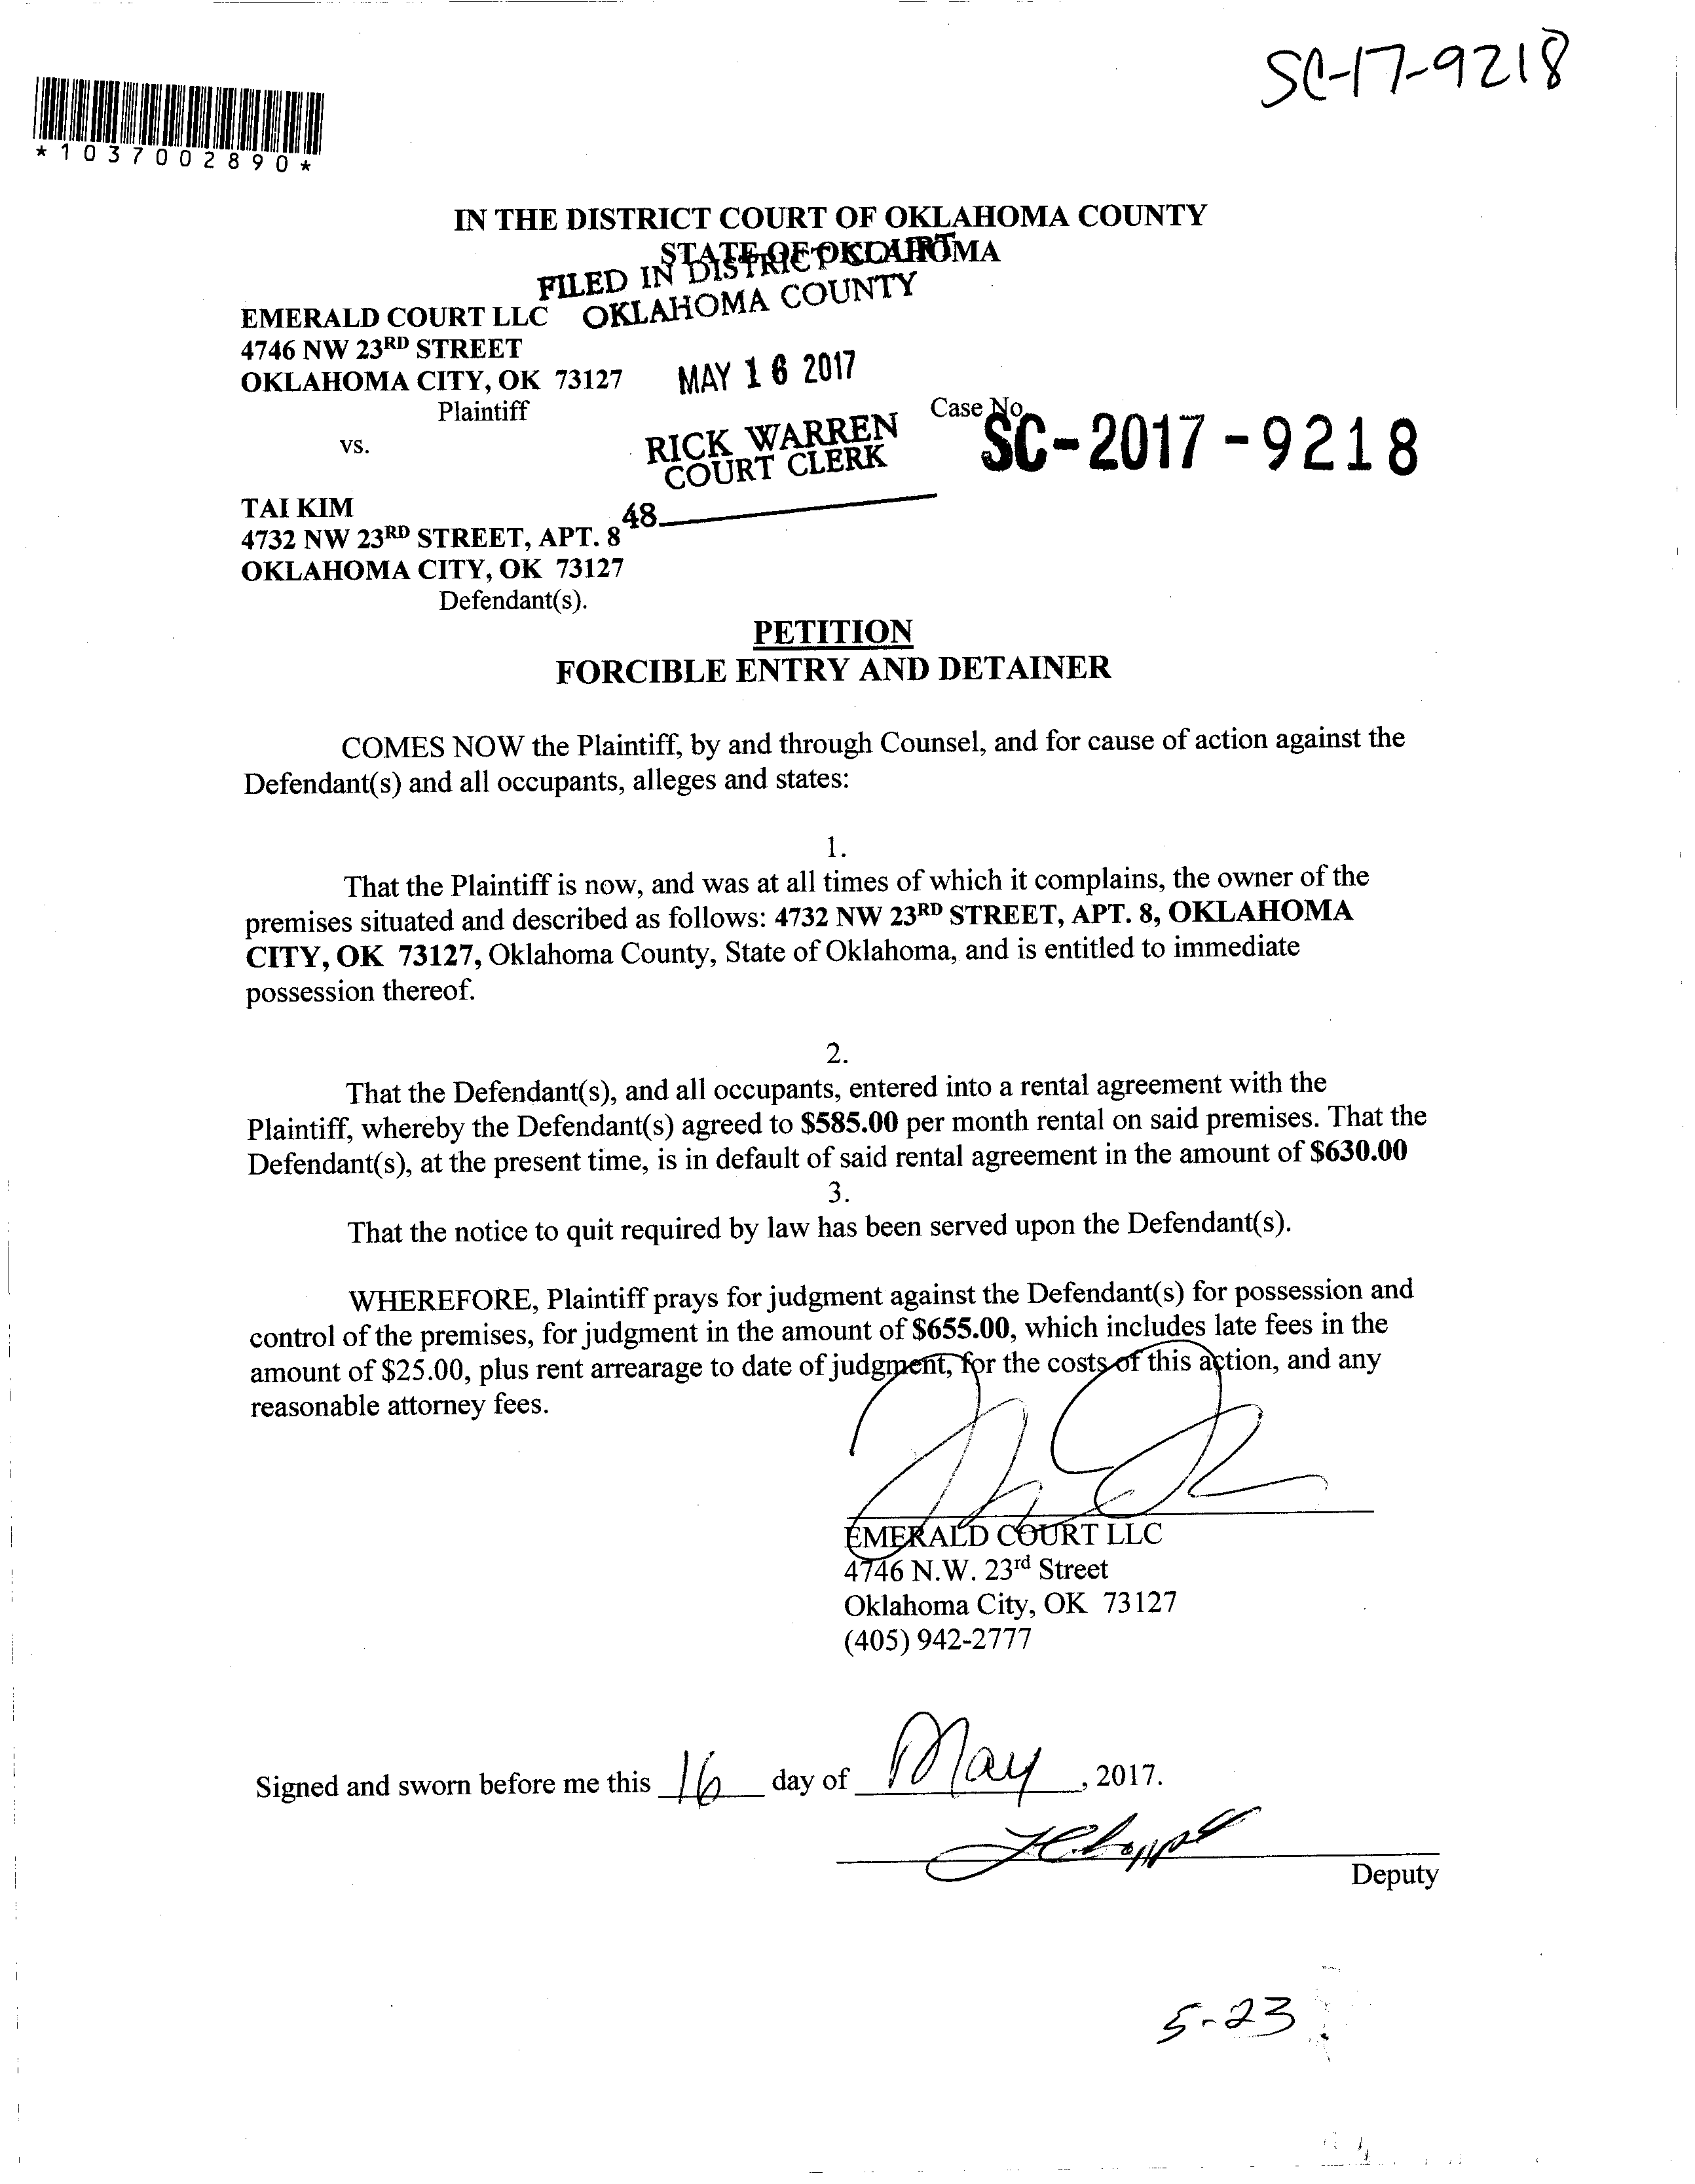 SC-17-9218
*1037002890*
IN THE DISTRICT COURT OF OKLAHOMA COUNTY
STATE OF OKLAHOMA
FILED IN DISTRICT COURT
OKLAHOMA COUNTY
EMERALD COURT LLC
4746 NW 23RD STREET
OKLAHOMA CITY, OK 73127
MAY 16 2017
Plaintiff
Case No.
vs.
RICK WARREN
COURT CLERK
SC-2017-9218
TAI KIM
48
4732 NW 23RD STREET, APT. 8
OKLAHOMA CITY, OK 73127
Defendant(s).
PETITION
FORCIBLE ENTRY AND DETAINER
COMES NOW the Plaintiff, by and through Counsel, and for cause of action against the
Defendant(s) and all occupants, alleges and states:
1.
That the Plaintiff is now, and was at all times of which it complains, the owner of the
premises situated and described as follows: 4732 NW 23RD STREET, APT. 8, OKLAHOMA
CITY, OK 73127, Oklahoma County, State of Oklahoma, and is entitled to immediate
possession thereof.
2.
That the Defendant(s), and all occupants, entered into a rental agreement with the
Plaintiff, whereby the Defendant(s) agreed to $585.00 per month rental on said premises. That the
Defendant(s), at the present time, is in default of said rental agreement in the amount of $630.00
3.
That the notice to quit required by law has been served upon the Defendant(s).
WHEREFORE, Plaintiff prays for judgment against the Defendant(s) for possession and
control of the premises, for judgment in the amount of $655.00, which includes late fees in the
amount of $25.00, plus rent arrearage to date of judgment, for the costs of this action, and any
reasonable attorney fees.
EMERALD COURT LLC
4746 N.W. 23rd Street
Oklahoma City, OK 73127
(405) 942-2777
Signed and sworn before me this 16 day of May, 2017.
Deputy
5-23